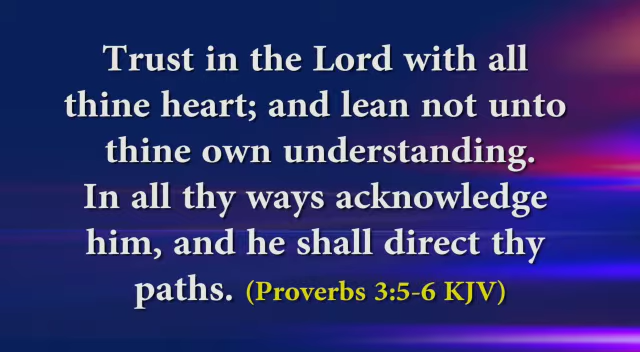 Trust in the Lord with all
thine heart; and lean not unto
thine own understanding.
In all thy ways acknowledge
him, and he shall direct thy
paths. (Proverbs 3:5-6 KJV)